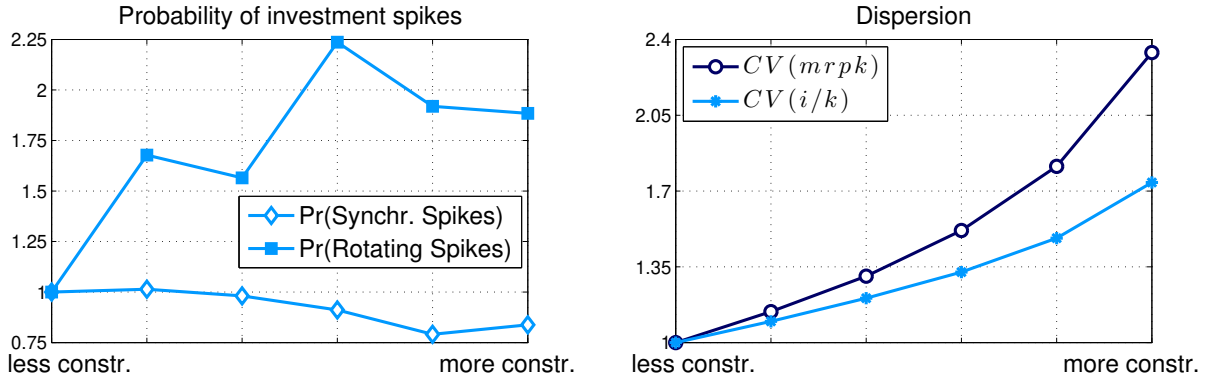 Probability of investment spikes
2.25
2
1.75
1.5
1.25
1
0.75
Pr(Synchr. Spikes)
Pr(Rotating Spikes)
less constr.
more constr.
Dispersion
2.4
2.05
1.7
1.35
1
CV(mrpk)
CV(i/k)
less constr.
more constr.